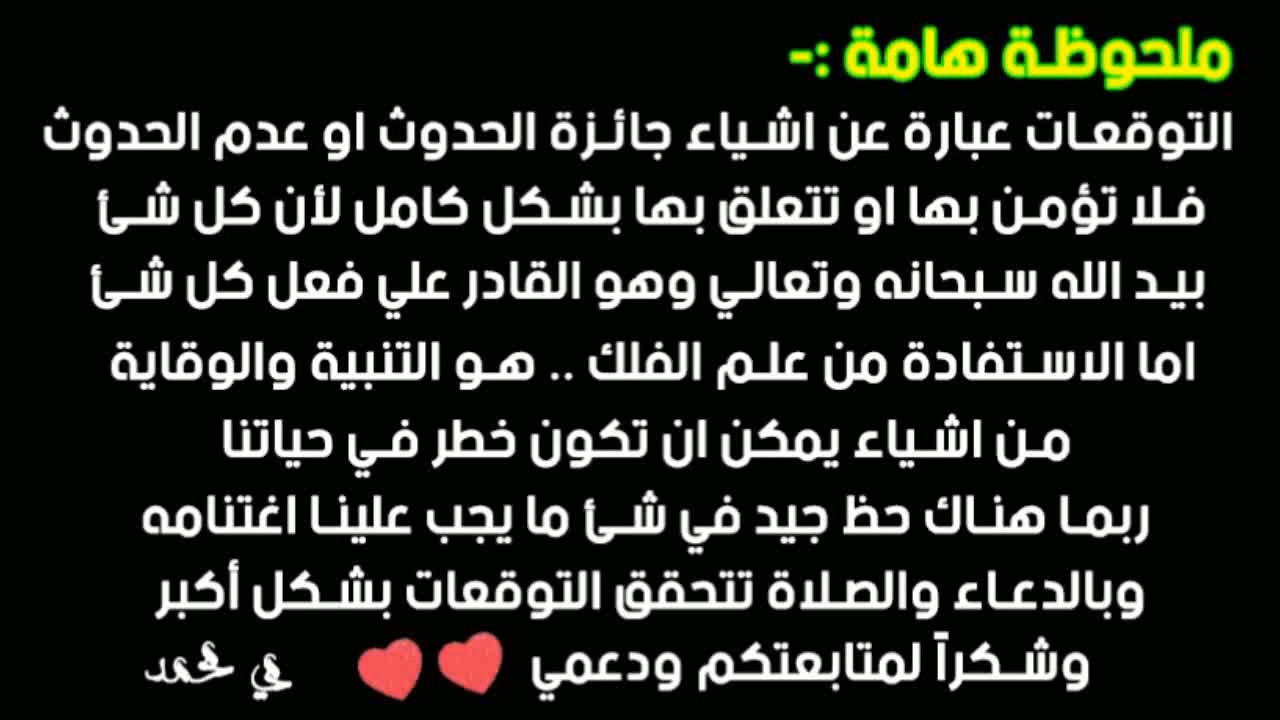 ملحوظة هامة :-
التوقعات عبارة عن اشياء جائزة الحدوث او عدم الحدوث
فلا تؤمن بها او تتعلق بها بشكل كامل لأن كل شئ
بيد الله سبحانه وتعالي وهو القادر علي فعل كل شئ
اما الاستفادة من علم الفلك .. هو التنبية والوقاية
من اشياء يمكن ان تكون خطر في حياتنا
ربما هناك حظ جيد في شئ ما يجب علينا اغتنامه
وبالدعاء والصلاة تتحقق التوقعات بشكل أكبر
وشكراً لمتابعتكم ودعمي ❤❤ مي محمد